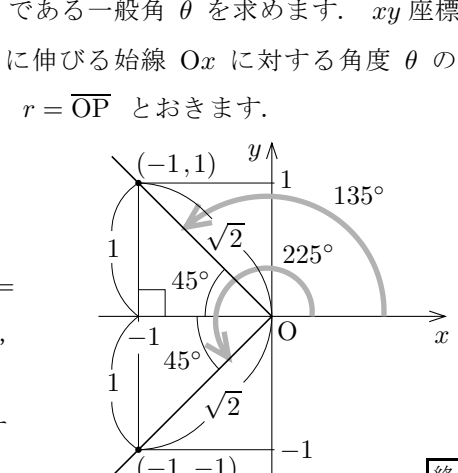 である一般角 θ を求めます. xy 座標
に伸びる始線 Ox に対する角度 θ の
r = \overline{OP} とおきます.
y
(−1, 1)
1
135°
√2
225°
1
45°
=
−1
O
x
,
45°
1
√2
(−1, −1)
−1